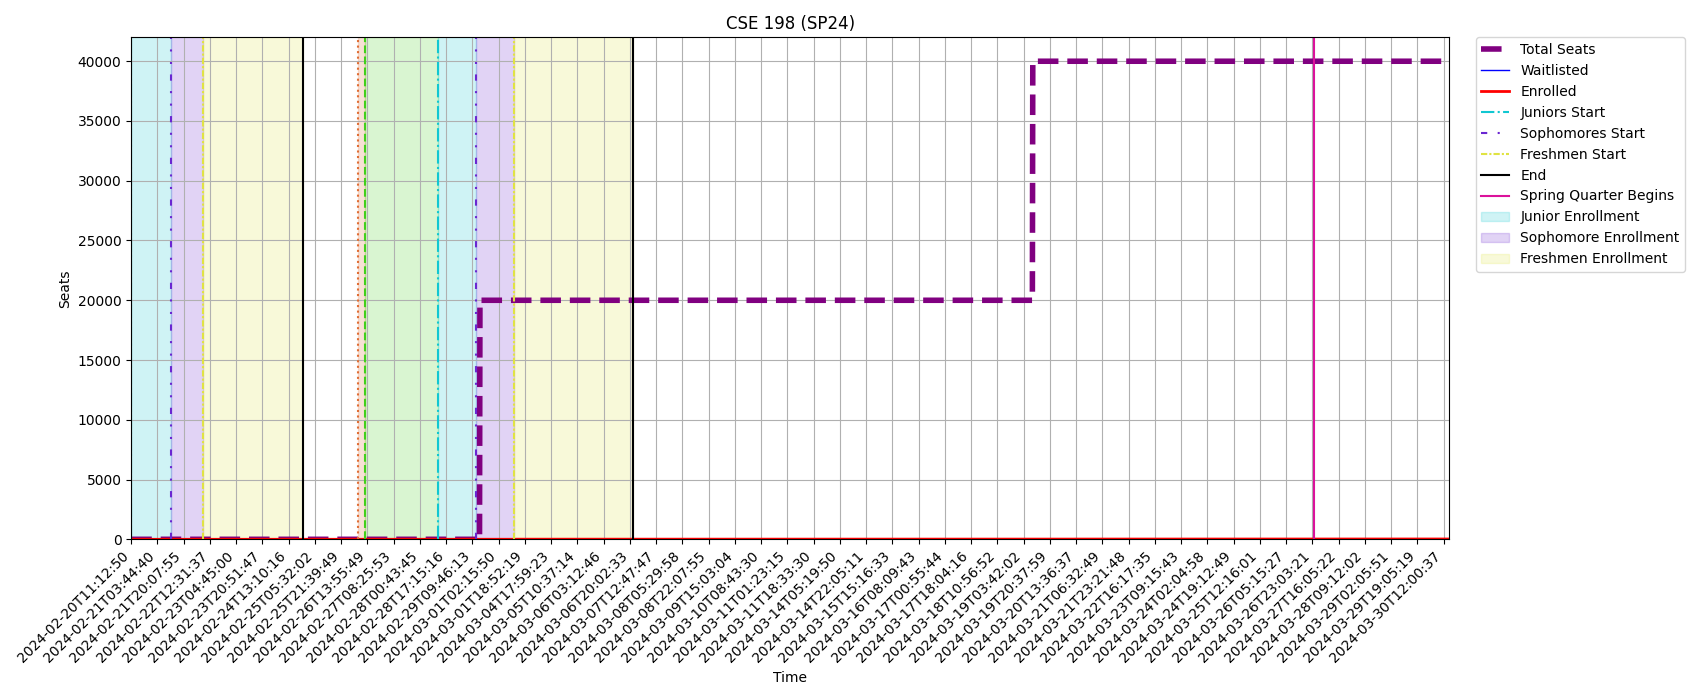 CSE 198 (SP24)
40000
35000
30000
25000
20000
15000
10000
5000
0
Seats
2024-02-20T11:12:50
2024-02-21T03:44:40
2024-02-21T20:07:55
2024-02-22T12:31:37
2024-02-23T04:45:00
2024-02-23T20:51:47
2024-02-24T13:10:16
2024-02-25T05:32:02
2024-02-25T21:39:49
2024-02-26T13:55:49
2024-02-27T08:25:53
2024-02-28T00:43:45
2024-02-28T17:15:16
2024-02-29T09:46:13
2024-03-01T02:15:50
2024-03-01T18:52:19
2024-03-04T17:59:23
2024-03-05T10:37:14
2024-03-06T03:12:46
2024-03-06T20:02:33
2024-03-07T12:47:47
2024-03-08T05:29:58
2024-03-08T22:07:55
2024-03-09T15:03:04
2024-03-10T08:43:30
2024-03-11T01:23:15
2024-03-11T18:33:30
2024-03-14T05:19:50
2024-03-14T22:05:11
2024-03-15T15:16:33
2024-03-16T08:09:43
2024-03-17T00:55:44
2024-03-17T18:04:16
2024-03-18T10:56:52
2024-03-19T03:42:02
2024-03-19T20:37:59
2024-03-20T13:36:37
2024-03-21T06:32:49
2024-03-21T23:21:48
2024-03-22T16:17:35
2024-03-23T09:15:43
2024-03-24T02:04:58
2024-03-24T19:12:49
2024-03-25T12:16:01
2024-03-26T05:15:27
2024-03-26T23:03:21
2024-03-27T16:05:22
2024-03-28T09:12:02
2024-03-29T02:05:51
2024-03-29T19:05:19
2024-03-30T12:00:37
Time
Total Seats
Waitlisted
Enrolled
Juniors Start
Sophomores Start
Freshmen Start
End
Spring Quarter Begins
Junior Enrollment
Sophomore Enrollment
Freshmen Enrollment